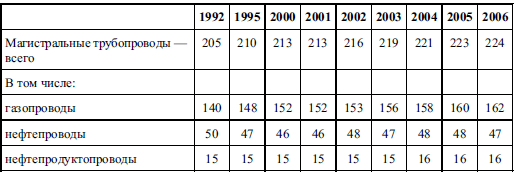 1992 1995 2000 2001 2002 2003 2004 2005 2006
Магистральные трубопроводы — 205 210 213 213 216 219 221 223 224
всего
В том числе:
газопроводы 140 148 152 152 153 156 158 160 162
нефтепроводы 50 47 46 46 48 47 48 48 47
нефтепродуктопроводы 15 15 15 15 15 15 16 16 16